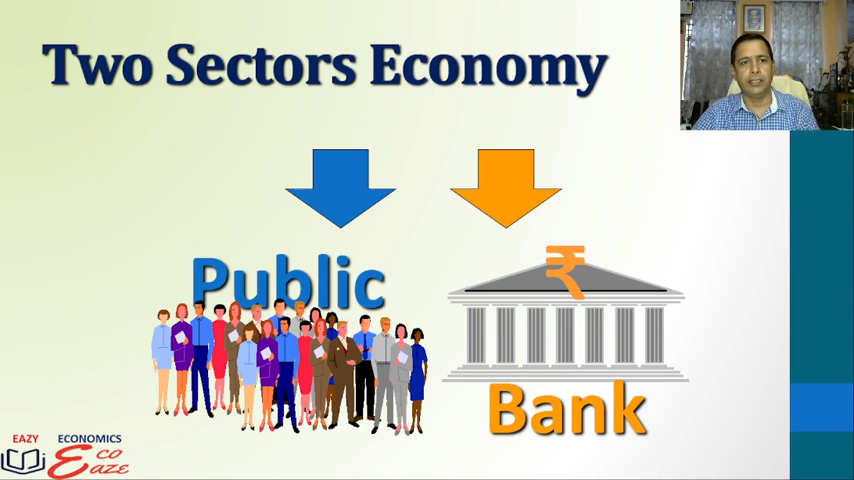 Two Sectors Economy
Public
₹
Bank
EAZY ECONOMICS
Eco
Eaze